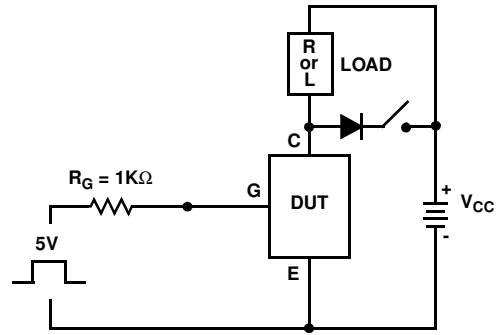 R
or
L
LOAD
C
R_G = 1KΩ
G
DUT
5V
E
+
V_CC
-